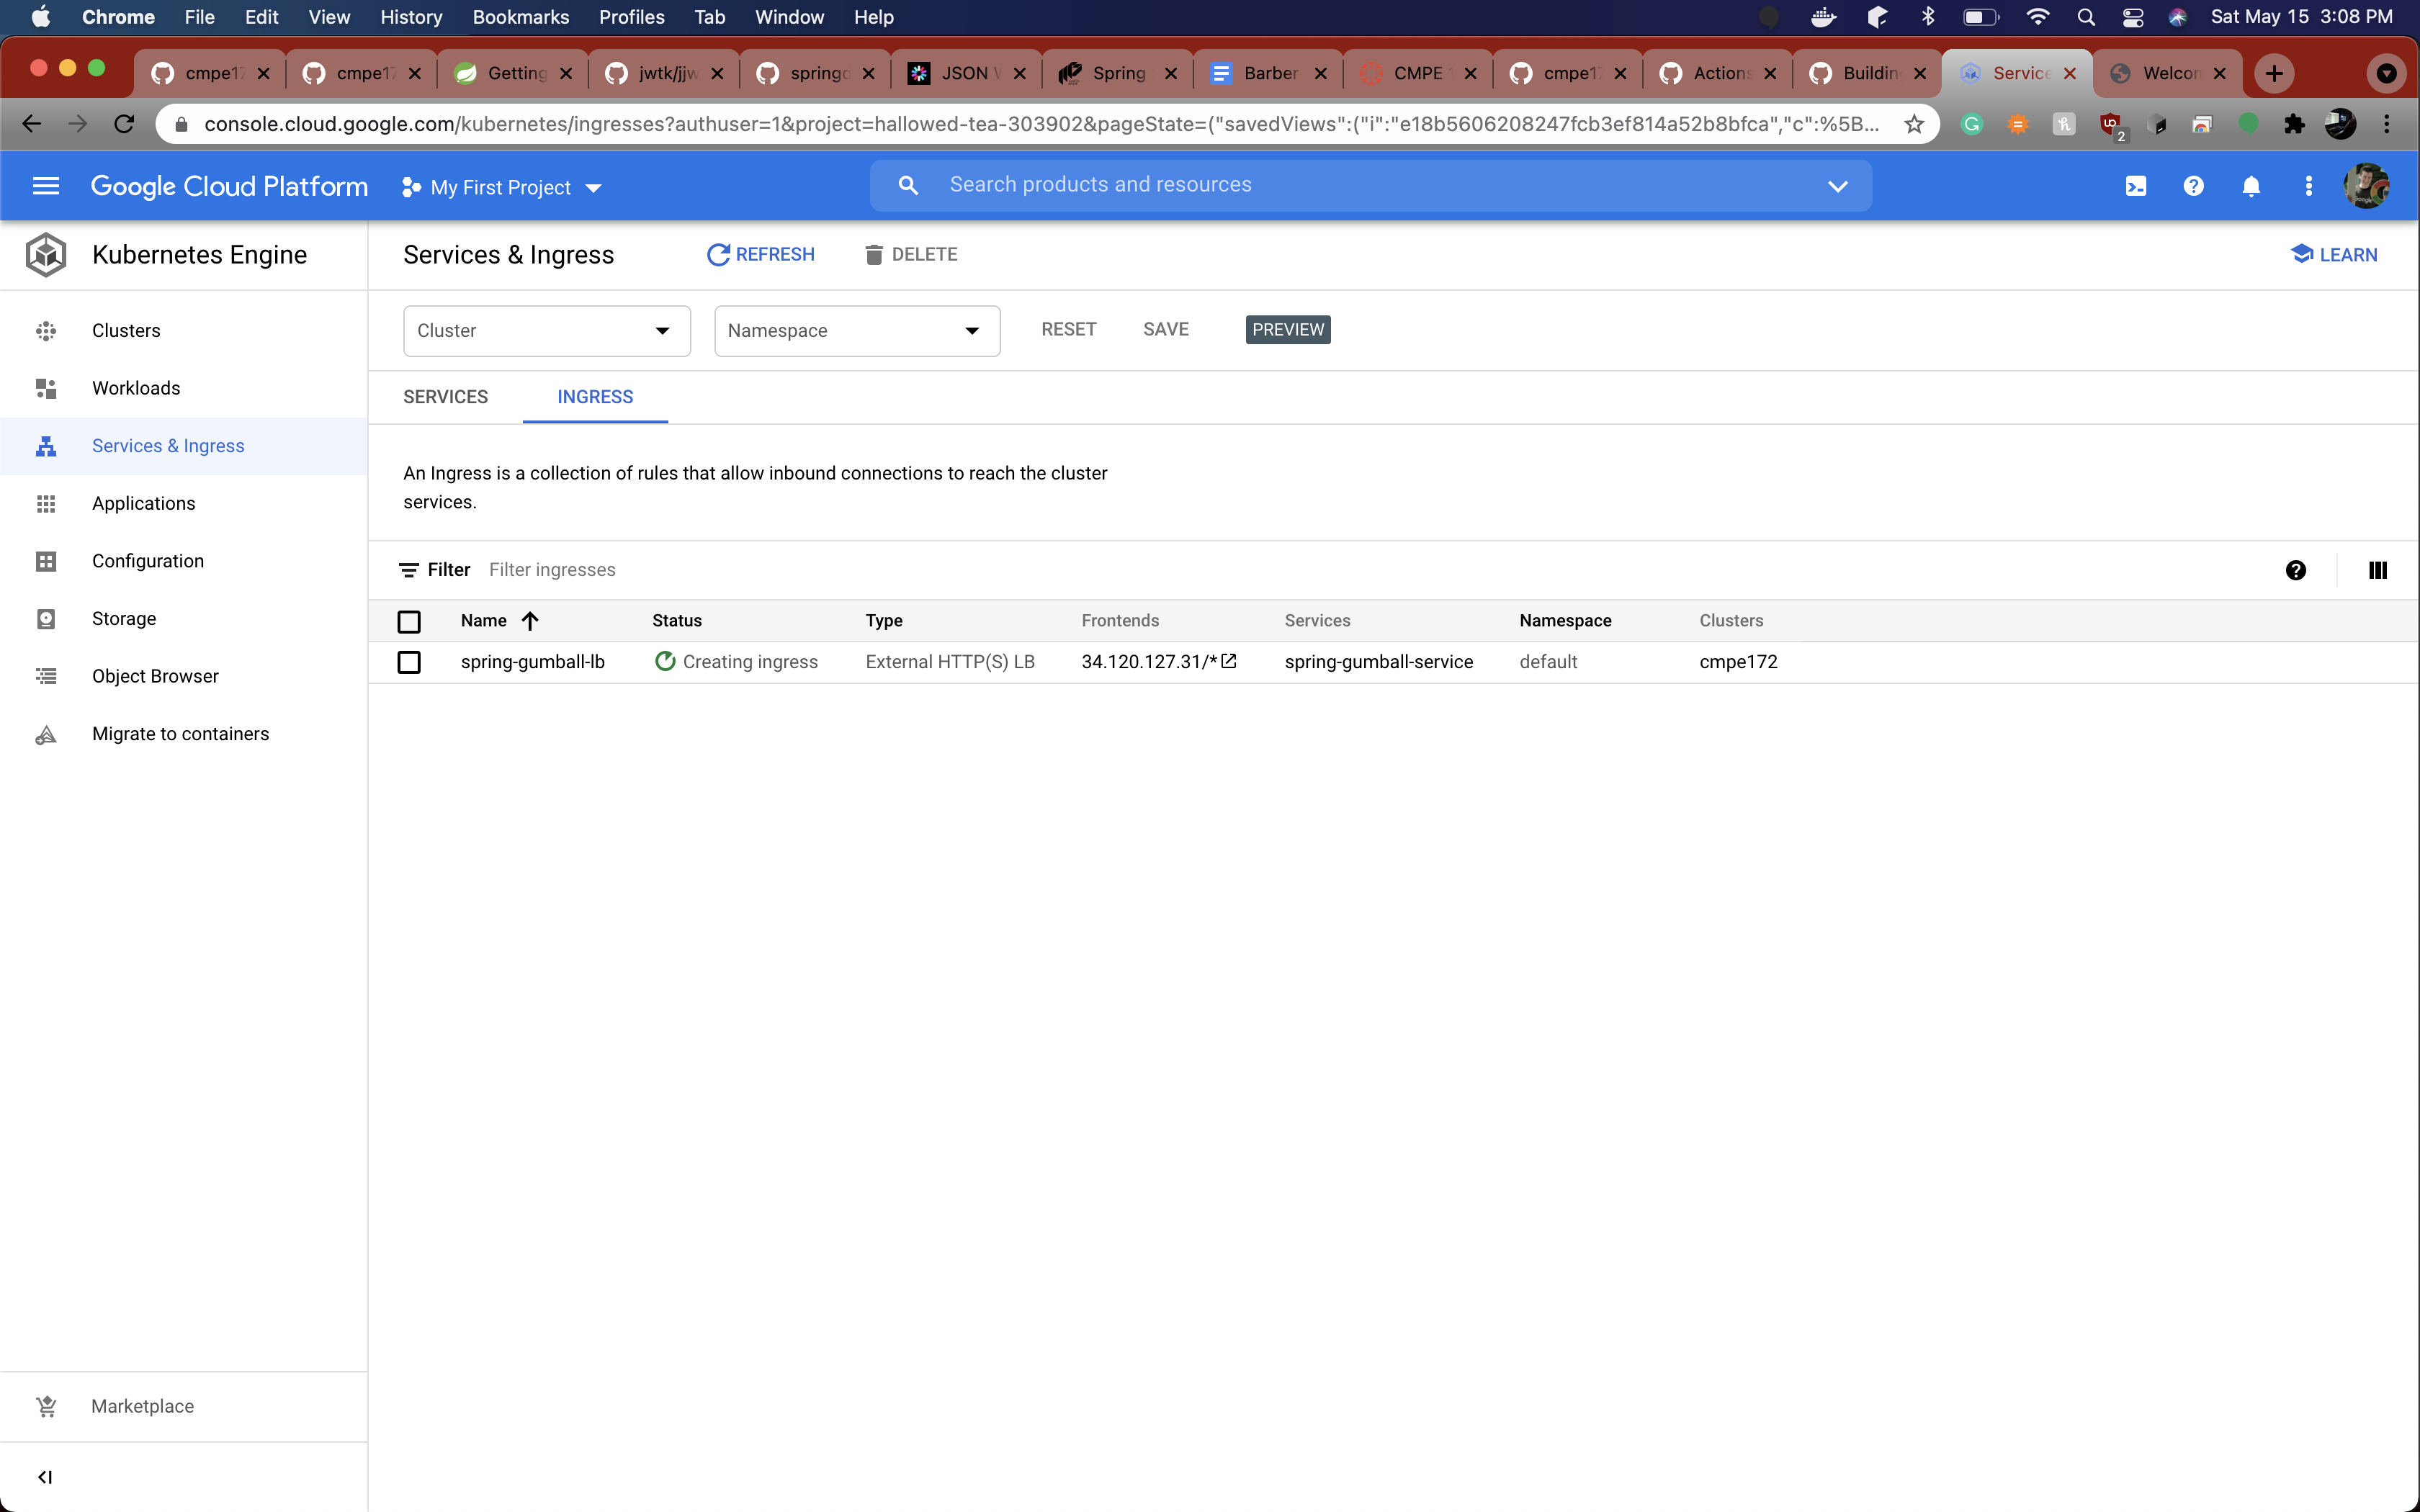 Chrome File Edit View History Bookmarks Profiles Tab Window Help Sat May 15 3:08 PM
cmpe17 cmpe17 Getting jwtk/jjw springd JSON W Spring Barber CMPE cmpe17 Actions Building Service Welcon
console.cloud.google.com/kubernetes/ingresses?authuser=1&project=hallowed-tea-303902&pageState=("savedViews":("i":"e18b5606208247fcb3ef814a52b8bfca","c":%5B... 2
Google Cloud Platform My First Project Search products and resources
Kubernetes Engine
Services & Ingress REFRESH DELETE LEARN
Clusters
Workloads
Services & Ingress
Applications
Configuration
Storage
Object Browser
Migrate to containers
Marketplace
Cluster Namespace RESET SAVE PREVIEW
SERVICES INGRESS
An Ingress is a collection of rules that allow inbound connections to reach the cluster
services.
Filter Filter ingresses
Name Status Type Frontends Services Namespace Clusters
spring-gumball-lb Creating ingress External HTTP(S) LB 34.120.127.31/* spring-gumball-service default cmpe172